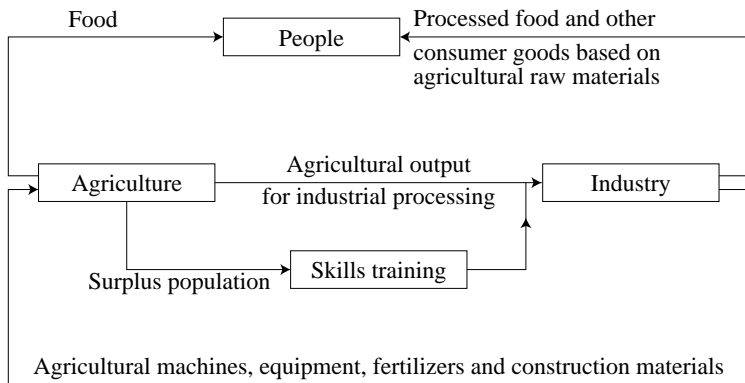 Food
People
Processed food and other
consumer goods based on
agricultural raw materials
Agriculture
Agricultural output
for industrial processing
Industry
Surplus population
Skills training
Agricultural machines, equipment, fertilizers and construction materials